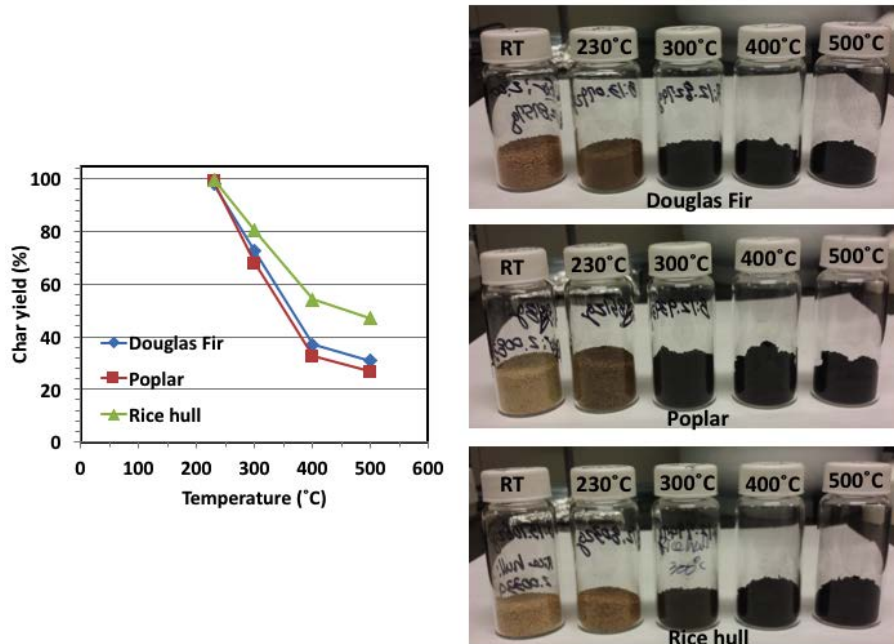 100
80
60
40
20
0
Char yield (%)
Douglas Fir
Poplar
Rice hull
0 100 200 300 400 500 600
Temperature (˚C)
RT 230˚C 300˚C 400˚C 500˚C
Douglas Fir
RT 230˚C 300˚C 400˚C 500˚C
Poplar
RT 230˚C 300˚C 400˚C 500˚C
Rice hull